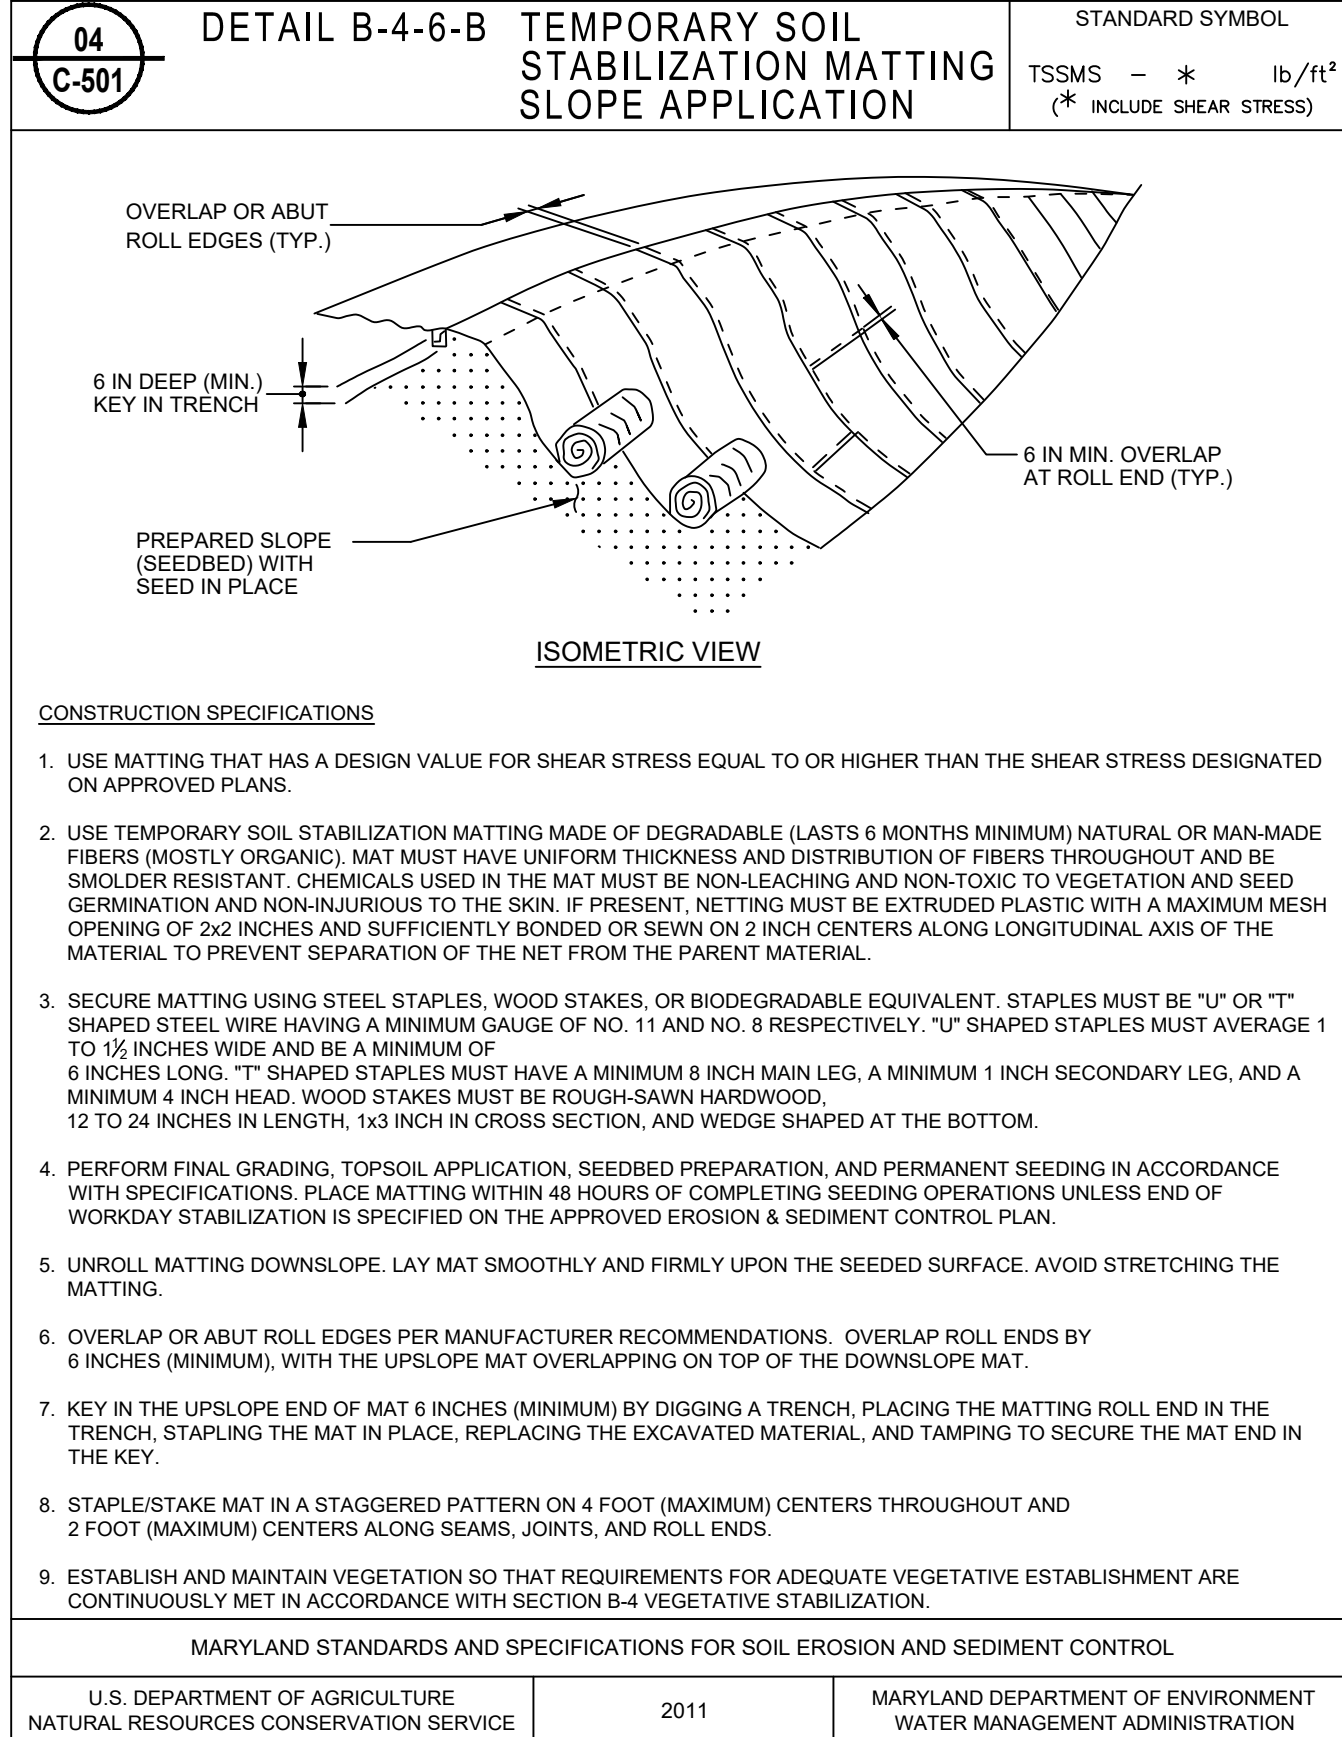 04
C-501
DETAIL B-4-6-B TEMPORARY SOIL
STABILIZATION MATTING
SLOPE APPLICATION
STANDARD SYMBOL
TSSMS - * lb/ft²
(* INCLUDE SHEAR STRESS)
OVERLAP OR ABUT
ROLL EDGES (TYP.)
6 IN DEEP (MIN.)
KEY IN TRENCH
6 IN MIN. OVERLAP
AT ROLL END (TYP.)
PREPARED SLOPE
(SEEDBED) WITH
SEED IN PLACE
ISOMETRIC VIEW
CONSTRUCTION SPECIFICATIONS
1. USE MATTING THAT HAS A DESIGN VALUE FOR SHEAR STRESS EQUAL TO OR HIGHER THAN THE SHEAR STRESS DESIGNATED
ON APPROVED PLANS.
2. USE TEMPORARY SOIL STABILIZATION MATTING MADE OF DEGRADABLE (LASTS 6 MONTHS MINIMUM) NATURAL OR MAN-MADE
FIBERS (MOSTLY ORGANIC). MAT MUST HAVE UNIFORM THICKNESS AND DISTRIBUTION OF FIBERS THROUGHOUT AND BE
SMOLDER RESISTANT. CHEMICALS USED IN THE MAT MUST BE NON-LEACHING AND NON-TOXIC TO VEGETATION AND SEED
GERMINATION AND NON-INJURIOUS TO THE SKIN. IF PRESENT, NETTING MUST BE EXTRUDED PLASTIC WITH A MAXIMUM MESH
OPENING OF 2x2 INCHES AND SUFFICIENTLY BONDED OR SEWN ON 2 INCH CENTERS ALONG LONGITUDINAL AXIS OF THE
MATERIAL TO PREVENT SEPARATION OF THE NET FROM THE PARENT MATERIAL.
3. SECURE MATTING USING STEEL STAPLES, WOOD STAKES, OR BIODEGRADABLE EQUIVALENT. STAPLES MUST BE "U" OR "T"
SHAPED STEEL WIRE HAVING A MINIMUM GAUGE OF NO. 11 AND NO. 8 RESPECTIVELY. "U" SHAPED STAPLES MUST AVERAGE 1
TO 1½ INCHES WIDE AND BE A MINIMUM OF
6 INCHES LONG. "T" SHAPED STAPLES MUST HAVE A MINIMUM 8 INCH MAIN LEG, A MINIMUM 1 INCH SECONDARY LEG, AND A
MINIMUM 4 INCH HEAD. WOOD STAKES MUST BE ROUGH-SAWN HARDWOOD,
12 TO 24 INCHES IN LENGTH, 1x3 INCH IN CROSS SECTION, AND WEDGE SHAPED AT THE BOTTOM.
4. PERFORM FINAL GRADING, TOPSOIL APPLICATION, SEEDBED PREPARATION, AND PERMANENT SEEDING IN ACCORDANCE
WITH SPECIFICATIONS. PLACE MATTING WITHIN 48 HOURS OF COMPLETING SEEDING OPERATIONS UNLESS END OF
WORKDAY STABILIZATION IS SPECIFIED ON THE APPROVED EROSION & SEDIMENT CONTROL PLAN.
5. UNROLL MATTING DOWNSLOPE. LAY MAT SMOOTHLY AND FIRMLY UPON THE SEEDED SURFACE. AVOID STRETCHING THE
MATTING.
6. OVERLAP OR ABUT ROLL EDGES PER MANUFACTURER RECOMMENDATIONS. OVERLAP ROLL ENDS BY
6 INCHES (MINIMUM), WITH THE UPSLOPE MAT OVERLAPPING ON TOP OF THE DOWNSLOPE MAT.
7. KEY IN THE UPSLOPE END OF MAT 6 INCHES (MINIMUM) BY DIGGING A TRENCH, PLACING THE MATTING ROLL END IN THE
TRENCH, STAPLING THE MAT IN PLACE, REPLACING THE EXCAVATED MATERIAL, AND TAMPING TO SECURE THE MAT END IN
THE KEY.
8. STAPLE/STAKE MAT IN A STAGGERED PATTERN ON 4 FOOT (MAXIMUM) CENTERS THROUGHOUT AND
2 FOOT (MAXIMUM) CENTERS ALONG SEAMS, JOINTS, AND ROLL ENDS.
9. ESTABLISH AND MAINTAIN VEGETATION SO THAT REQUIREMENTS FOR ADEQUATE VEGETATIVE ESTABLISHMENT ARE
CONTINUOUSLY MET IN ACCORDANCE WITH SECTION B-4 VEGETATIVE STABILIZATION.
MARYLAND STANDARDS AND SPECIFICATIONS FOR SOIL EROSION AND SEDIMENT CONTROL
U.S. DEPARTMENT OF AGRICULTURE
NATURAL RESOURCES CONSERVATION SERVICE
2011
MARYLAND DEPARTMENT OF ENVIRONMENT
WATER MANAGEMENT ADMINISTRATION